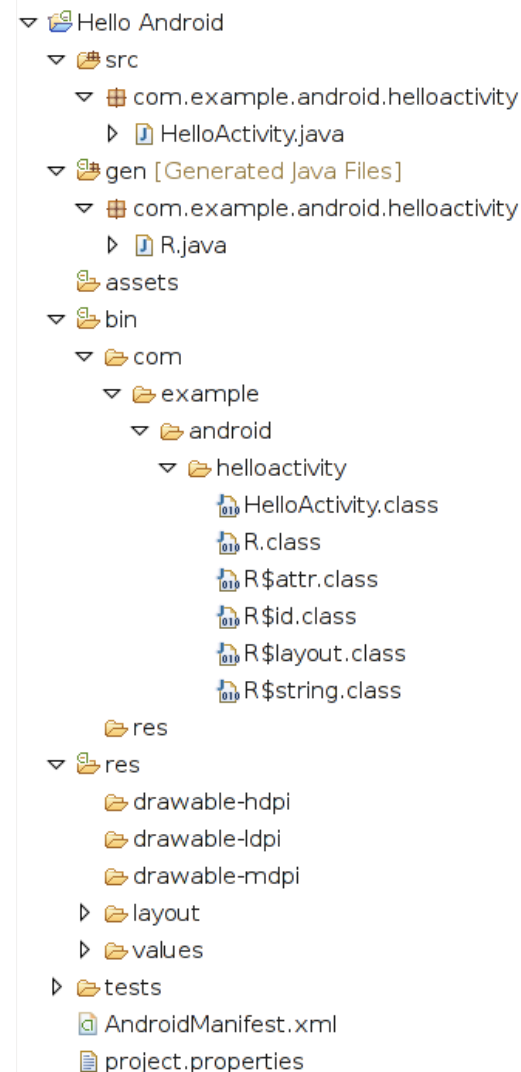 Hello Android
src
com.example.android.helloactivity
HelloActivity.java
gen [Generated Java Files]
com.example.android.helloactivity
R.java
assets
bin
com
example
android
helloactivity
HelloActivity.class
R.class
R$attr.class
R$id.class
R$layout.class
R$string.class
res
res
drawable-hdpi
drawable-ldpi
drawable-mdpi
layout
values
tests
AndroidManifest.xml
project.properties